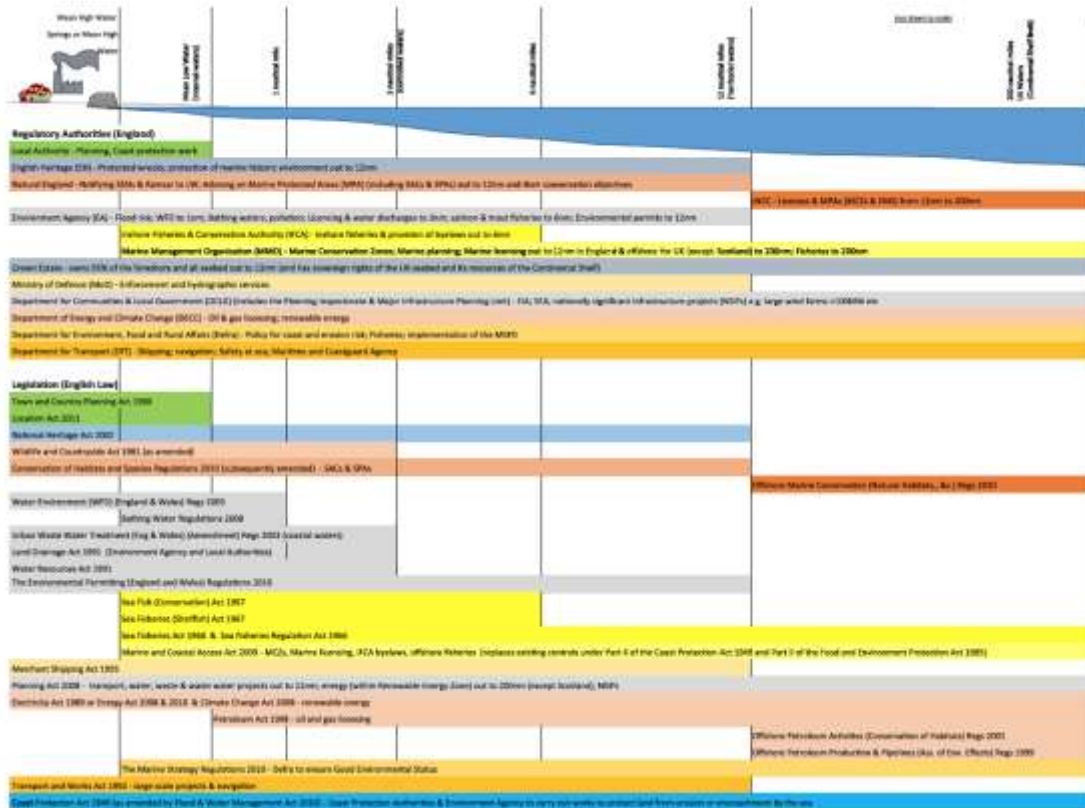 Mean High Water
Springs or Mean High
Water
Mean Low Water
(internal waters)
1 nautical mile
3 nautical miles
6 nautical miles
12 nautical miles
(Territorial waters)
200 nautical miles
UK Waters
(Continental Shelf limit)
Regulatory Authorities (England)
Local Authority - Planning, Coast protection work
English Heritage (EH) - Protected wrecks, protection of marine historic environment out to 12nm
Natural England - Notifying SSSIs & Ramsar to LW; Advising on Marine Protected Areas (MPA) (including SACs & SPAs) out to 12nm and their conservation objectives
JNCC - Licences & MPAs (MCZs & EMS) from 12nm to 200nm
Environment Agency (EA) - Flood risk; WFD to 1nm; Bathing waters, pollution; Licensing & water discharges to 3nm; salmon & trout fisheries to 6nm; Environmental permits to 12nm
Inshore Fisheries & Conservation Authority (IFCA) - Inshore fisheries & provision of byelaws out to 6nm
Marine Management Organisation (MMO) - Marine Conservation Zones; Marine planning; Marine licensing out to 12nm in England & offshore for UK (except Scotland) to 200nm; Fisheries to 200nm
Crown Estate - owns 55% of the foreshore and all seabed out to 12nm (and has sovereign rights of the UK seabed and its resources of the Continental Shelf)
Ministry of Defence (MoD) - Enforcement and hydrographic services
Department for Communities & Local Government (DCLG) (includes the Planning Inspectorate & Major Infrastructure Planning Unit) - EIA; SEA, nationally significant infrastructure projects (NSIPs) e.g. large wind farms
Department of Energy and Climate Change (DECC) - Oil & gas licensing; renewable energy
Department for Environment, Food and Rural Affairs (Defra) - Policy for coast and erosion risk; Fisheries; implementation of the MSFD
Department for Transport (DfT) - Shipping; navigation; Safety at sea; Maritime and Coastguard Agency
Legislation (English Law)
Town and Country Planning Act 1990
Localism Act 2011
National Heritage Act 2002
Wildlife and Countryside Act 1981 (as amended)
Conservation of Habitats and Species Regulations 2010 (subsequently amended) - SACs & SPAs
Offshore Marine Conservation (Natural Habitats, &c.) Regs 2007
Water Environment (WFD) (England & Wales) Regs 2003
Bathing Water Regulations 2008
Urban Waste Water Treatment (Eng & Wales) (Amendment) Regs 2003 (coastal waters)
Land Drainage Act 1991 (Environment Agency and Local Authorities)
Water Resources Act 1991
The Environmental Permitting (England and Wales) Regulations 2010
Sea Fish (Conservation) Act 1967
Sea Fisheries (Shellfish) Act 1967
Sea Fisheries Act 1968 & Sea Fisheries Regulation Act 1966
Marine and Coastal Access Act 2009 - MCZs, Marine licensing, IFCA byelaws, offshore fisheries (replaces existing controls under Part II of the Coast Protection Act 1949 and Part II of the Food and Environment Protection Act 1985)
Merchant Shipping Act 1995
Planning Act 2008 - transport, water, waste & waste water projects out to 12nm; energy (within Renewable Energy Zone) out to 200nm (except Scotland); NSIPs
Electricity Act 1989 or Energy Act 2008 & 2010 & Climate Change Act 2008 - renewable energy
Petroleum Act 1998 - oil and gas licensing
Offshore Petroleum Activities (Conservation of Habitats) Regs 2001
Offshore Petroleum Production & Pipelines (Ass. of Env. Effects) Regs 1999
The Marine Strategy Regulations 2010 - Defra to ensure Good Environmental Status
Transport and Works Act 1992 - large scale projects & navigation
Coast Protection Act 1949 (as amended by Flood & Water Management Act 2010) - Coast Protection Authorities & Environment Agency to carry out works to protect land from erosion or encroachment by the sea